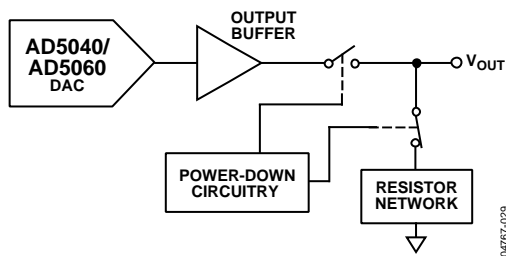 AD5040/
AD5060
DAC
OUTPUT
BUFFER
VOUT
POWER-DOWN
CIRCUITRY
RESISTOR
NETWORK
04767-029